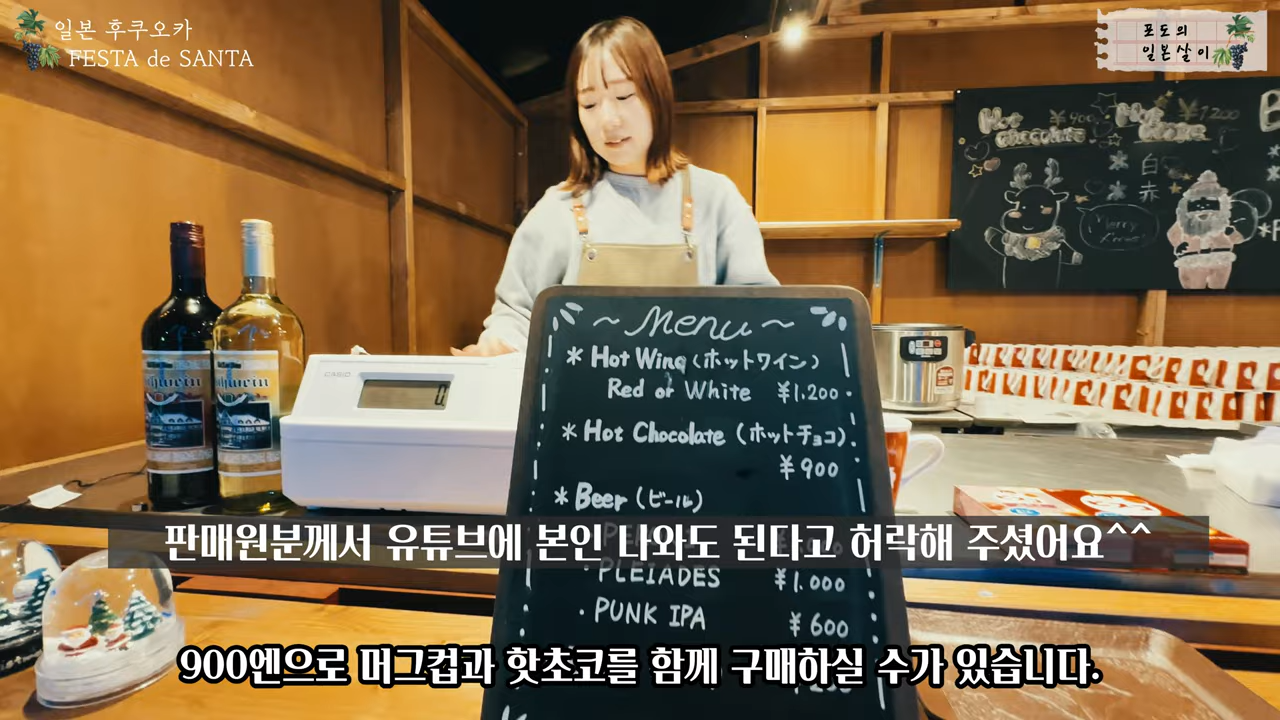 일본 후쿠오카
FESTA de SANTA
포도의
일본살이
Hot Chocolate ¥900
Hot Wine ¥1,200
白
赤
Merry
CASIO
0.
~Menu~
* Hot Wine (ホットワイン)
Red or White ¥1.200
* Hot Chocolate (ホットチョコ)
¥900
* Beer (ビール)
판매원분께서 유튜브에 본인 나와도 된타고 허락해 주셨어요^^
・PLEIADES ¥1.000
・PUNK IPA ¥600
900엔으로 머그컵과 핫초코를 함께 구매하실 수가 있습니다.